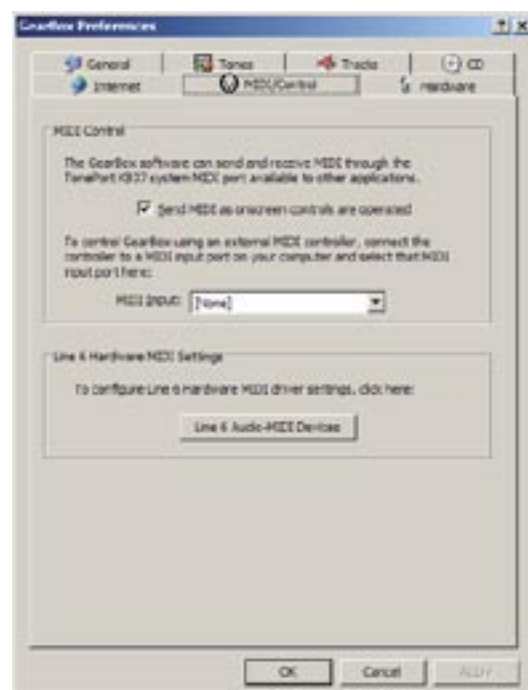 GearBox Preferences
General Tones Tracks CD
Internet MIDI/Control Hardware
MIDI Control
The GearBox software can send and receive MIDI through the
TonePort KB37 system MIDI port available to other applications.
Send MIDI as onscreen controls are operated
To control GearBox using an external MIDI controller, connect the
controller to a MIDI input port on your computer and select that MIDI
input port here:
MIDI Input: [None]
Line 6 Hardware MIDI Settings
To configure Line 6 Hardware MIDI driver settings, click here:
Line 6 Audio-MIDI Devices
OK Cancel Apply